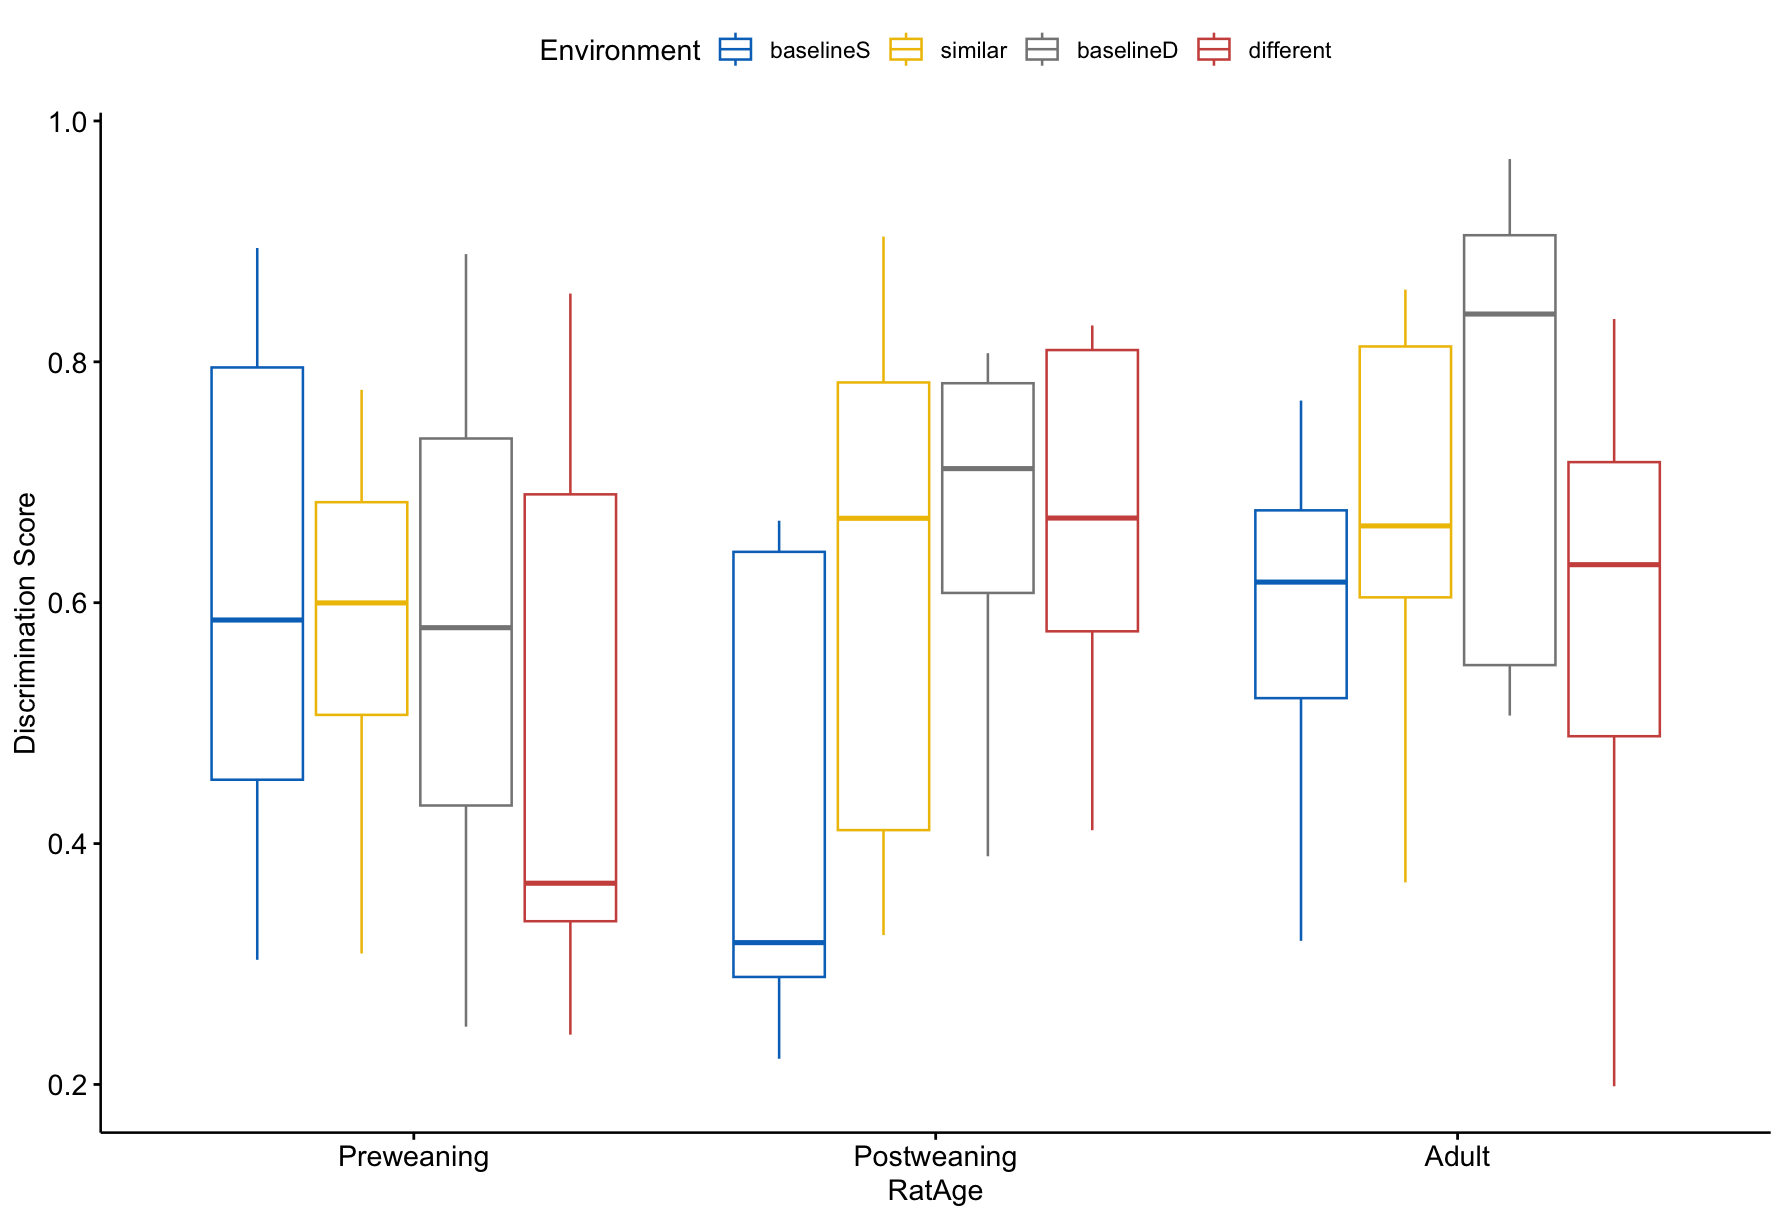 Environment baselineS similar baselineD different
1.0
0.8
0.6
0.4
0.2
Discrimination Score
Preweaning Postweaning Adult
RatAge